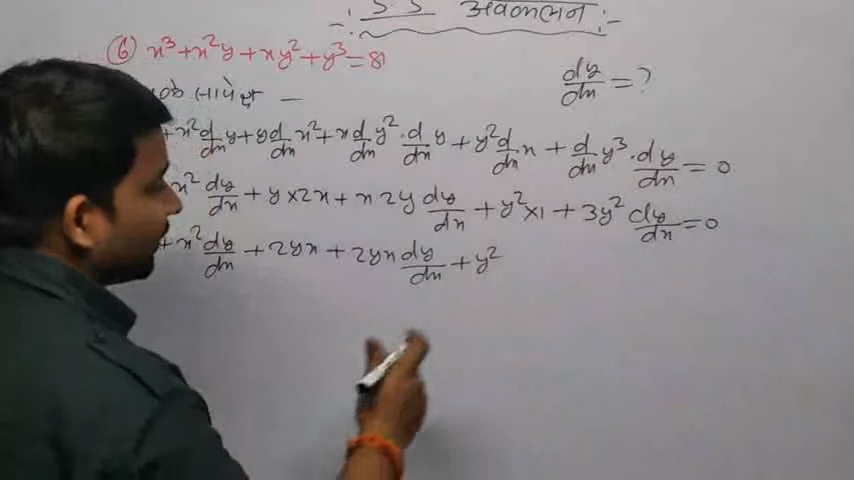 -: 5.3 अवकलन :-
⑥ x³+x²y+xy²+y³=81
dy/dx = ?
के सापेक्ष —
+x² d/dx y+y d/dx x²+x d/dx y². d/dx y + y² d/dx x + d/dx y³. dy/dx = 0
x² dy/dx + y×2x + x 2y dy/dx + y²×1 + 3y² dy/dx = 0
+ x² dy/dx + 2yx + 2yx dy/dx + y²